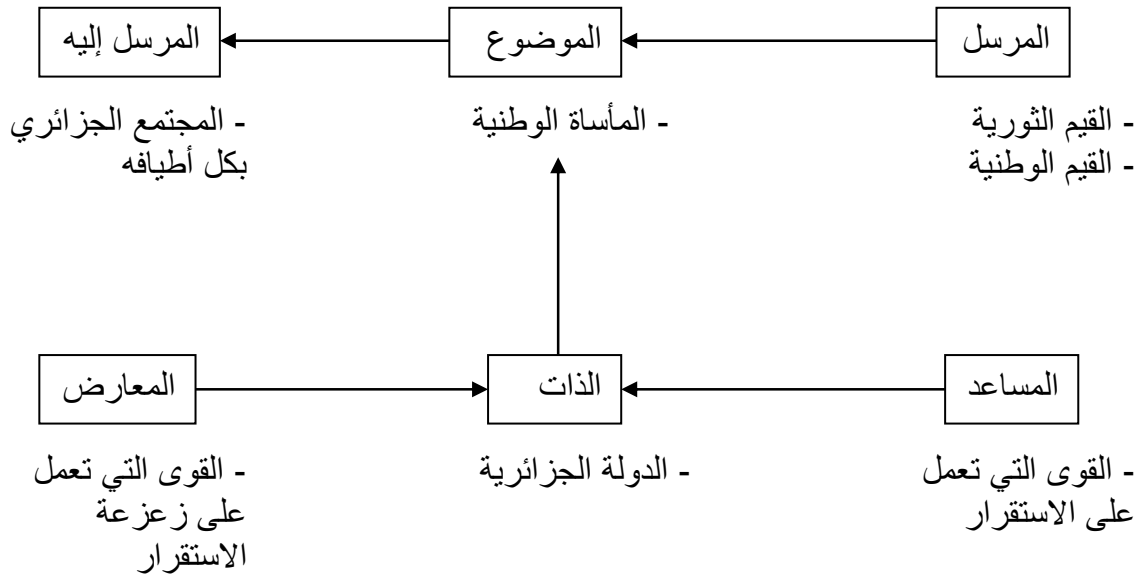 المرسل
الموضوع
المرسل إليه
- القيم الثورية
- القيم الوطنية
- المأساة الوطنية
- المجتمع الجزائري
بكل أطيافه
المساعد
الذات
المعارض
- القوى التي تعمل
على الاستقرار
- الدولة الجزائرية
- القوى التي تعمل
على زعزعة
الاستقرار